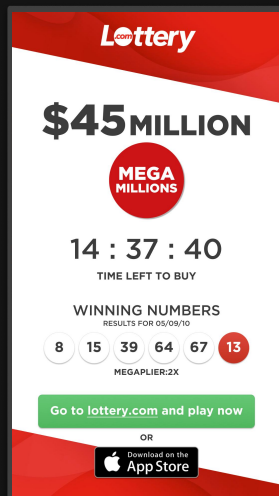 Lottery
.com
$45 MILLION
MEGA
MILLIONS
14 : 37 : 40
TIME LEFT TO BUY
WINNING NUMBERS
RESULTS FOR 05/09/10
8 15 39 64 67 13
MEGAPLIER:2X
Go to lottery.com and play now
OR
Download on the
App Store